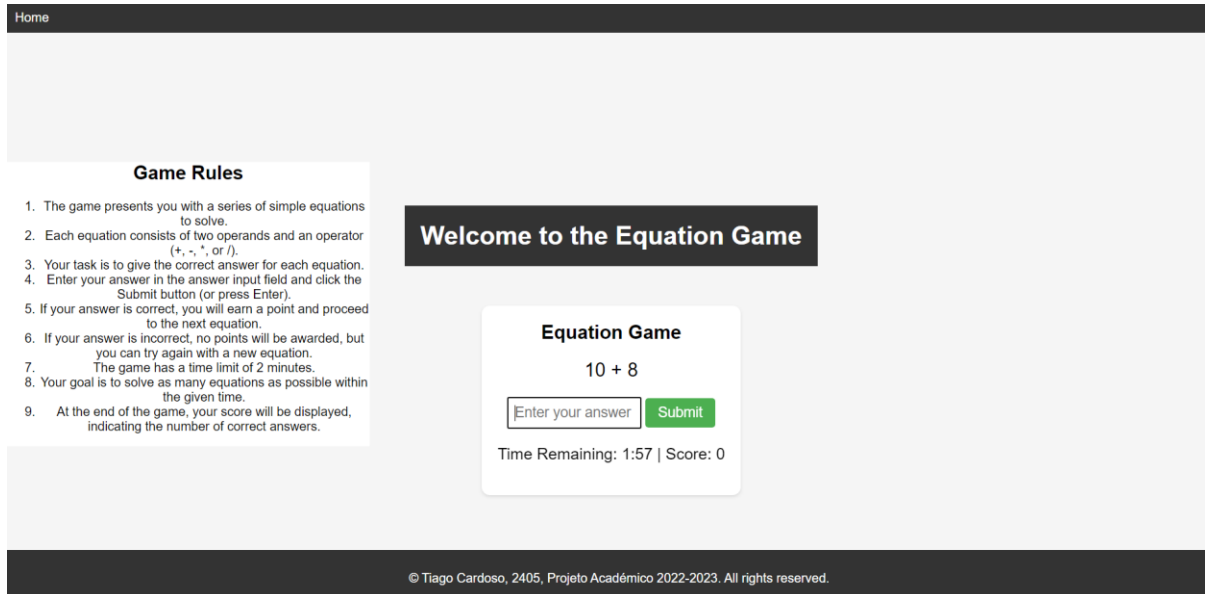 Home
Game Rules
1. The game presents you with a series of simple equations
to solve.
2. Each equation consists of two operands and an operator
(+, -, *, or /).
3. Your task is to give the correct answer for each equation.
4. Enter your answer in the answer input field and click the
Submit button (or press Enter).
5. If your answer is correct, you will earn a point and proceed
to the next equation.
6. If your answer is incorrect, no points will be awarded, but
you can try again with a new equation.
7. The game has a time limit of 2 minutes.
8. Your goal is to solve as many equations as possible within
the given time.
9. At the end of the game, your score will be displayed,
indicating the number of correct answers.
Welcome to the Equation Game
Equation Game
10 + 8
Enter your answer Submit
Time Remaining: 1:57 | Score: 0
© Tiago Cardoso, 2405, Projeto Académico 2022-2023. All rights reserved.